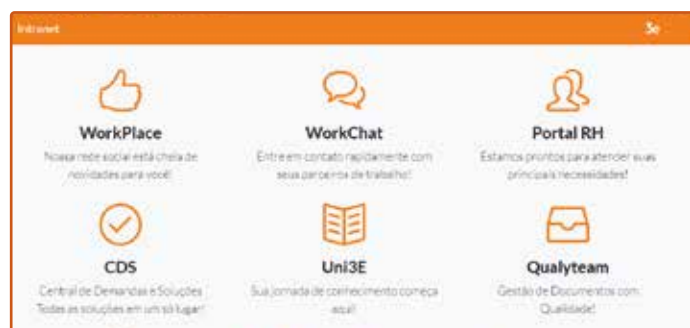 Intranet 3e
WorkPlace WorkChat Portal RH
Nossa rede social está cheia de Entre em contato rapidamente com Estamos prontos para atender suas
novidades para você! seus parceiros de trabalho! principais necessidades!
CDS Uni3E Qualyteam
Central de Demandas e Soluções Sua jornada de conhecimento começa Gestão de Documentos com
Todas as soluções em um só lugar! aqui! Qualidade!